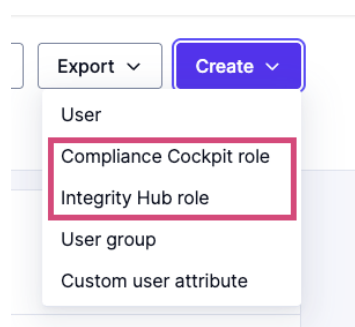 Export
Create
User
Compliance Cockpit role
Integrity Hub role
User group
Custom user attribute